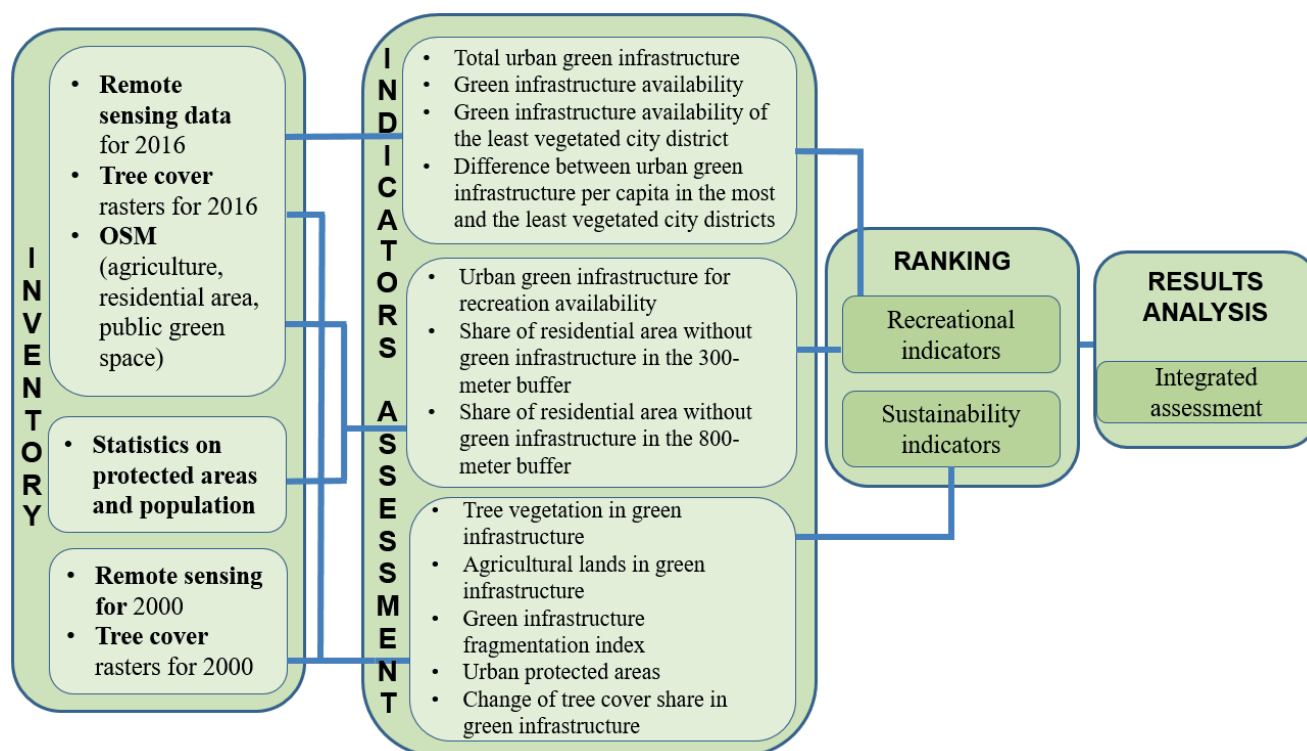 INVENTORY
• Remote
sensing data
for 2016
• Tree cover
rasters for 2016
• OSM
(agriculture,
residential area,
public green
space)
• Statistics on
protected areas
and population
• Remote sensing
for 2000
• Tree cover
rasters for 2000
INDICATORS ASSESSMENT
• Total urban green infrastructure
• Green infrastructure availability
• Green infrastructure availability of
the least vegetated city district
• Difference between urban green
infrastructure per capita in the most
and the least vegetated city districts
• Urban green infrastructure for
recreation availability
• Share of residential area without
green infrastructure in the 300-
meter buffer
• Share of residential area without
green infrastructure in the 800-
meter buffer
• Tree vegetation in green
infrastructure
• Agricultural lands in green
infrastructure
• Green infrastructure
fragmentation index
• Urban protected areas
• Change of tree cover share in
green infrastructure
RANKING
Recreational
indicators
Sustainability
indicators
RESULTS
ANALYSIS
Integrated
assessment